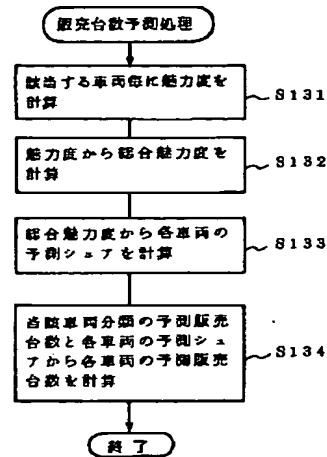 販売台数予測処理
該当する車両毎に魅力度を
計算
S131
魅力度から総合魅力度を
計算
S132
総合魅力度から各車両の
予測シェアを計算
S133
当該車両分類の予測販売
台数と各車両の予測シェ
アから各車両の予測販売
台数を計算
S134
終了